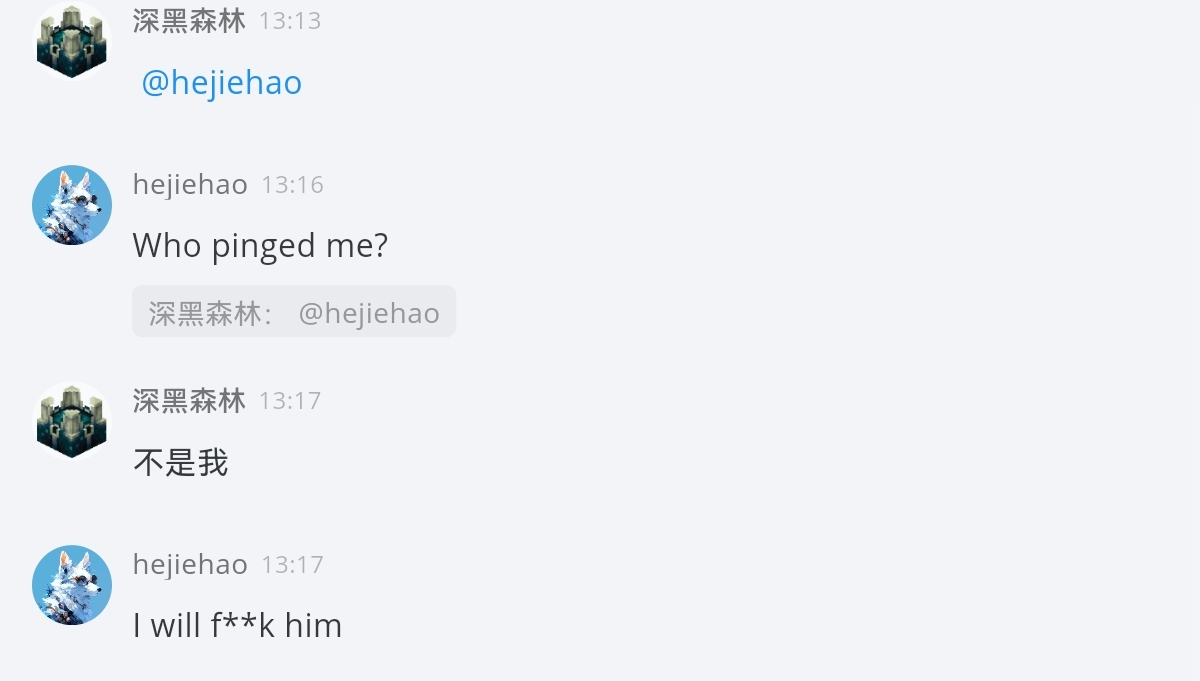 深黑森林 13:13
@hejiehao
hejiehao 13:16
Who pinged me?
深黑森林： @hejiehao
深黑森林 13:17
不是我
hejiehao 13:17
I will f**k him